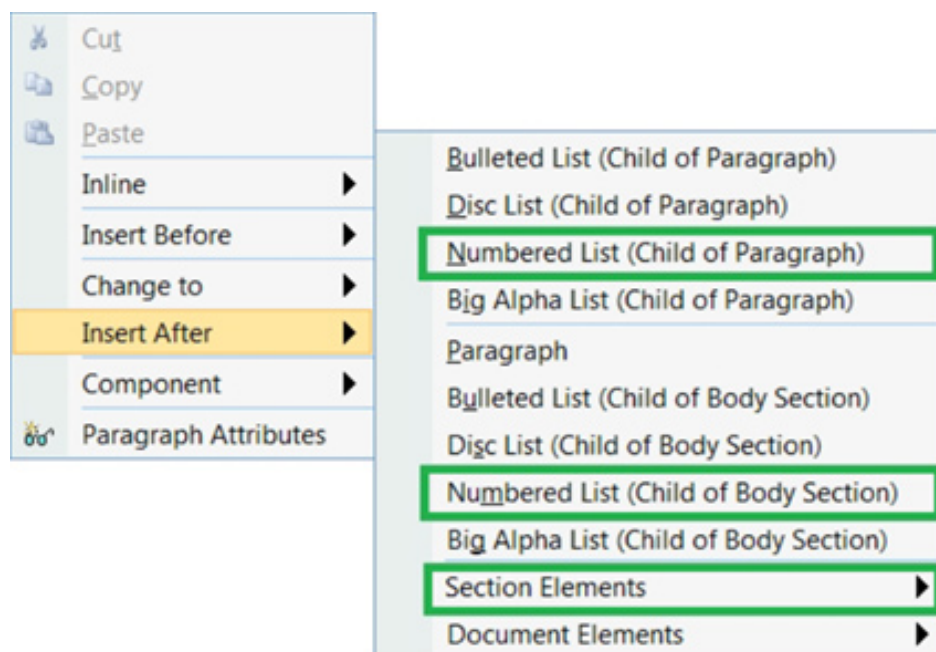 Cut
Copy
Paste
Inline
Insert Before
Change to
Insert After
Component
Paragraph Attributes
Bulleted List (Child of Paragraph)
Disc List (Child of Paragraph)
Numbered List (Child of Paragraph)
Big Alpha List (Child of Paragraph)
Paragraph
Bulleted List (Child of Body Section)
Disc List (Child of Body Section)
Numbered List (Child of Body Section)
Big Alpha List (Child of Body Section)
Section Elements
Document Elements